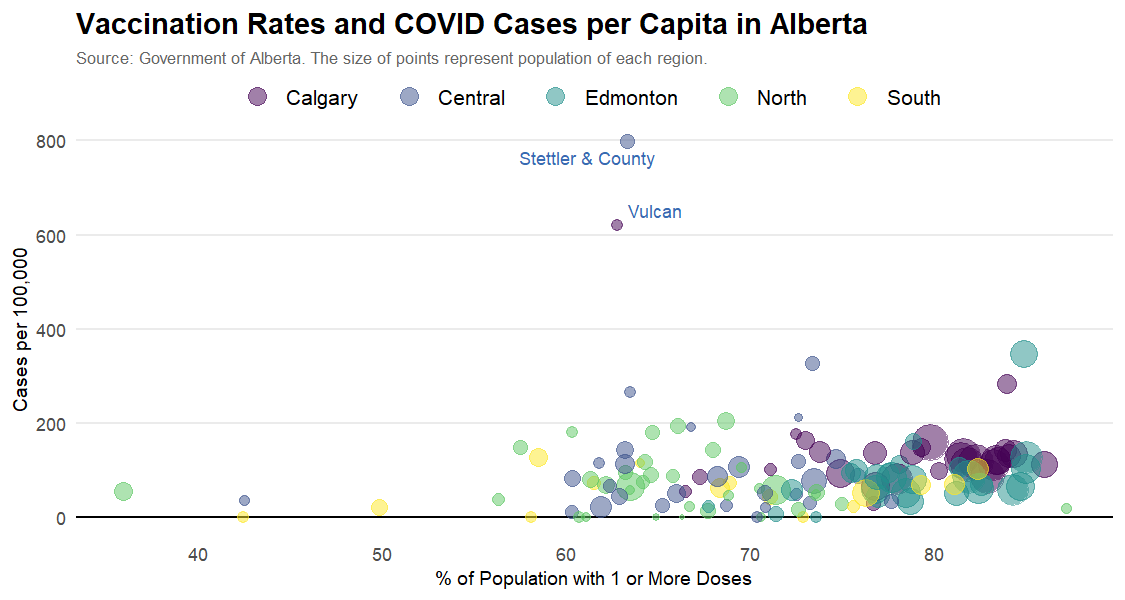 Vaccination Rates and COVID Cases per Capita in Alberta
Source: Government of Alberta. The size of points represent population of each region.
Calgary Central Edmonton North South
Cases per 100,000
800
600
400
200
0
Stettler & County
Vulcan
40 50 60 70 80
% of Population with 1 or More Doses